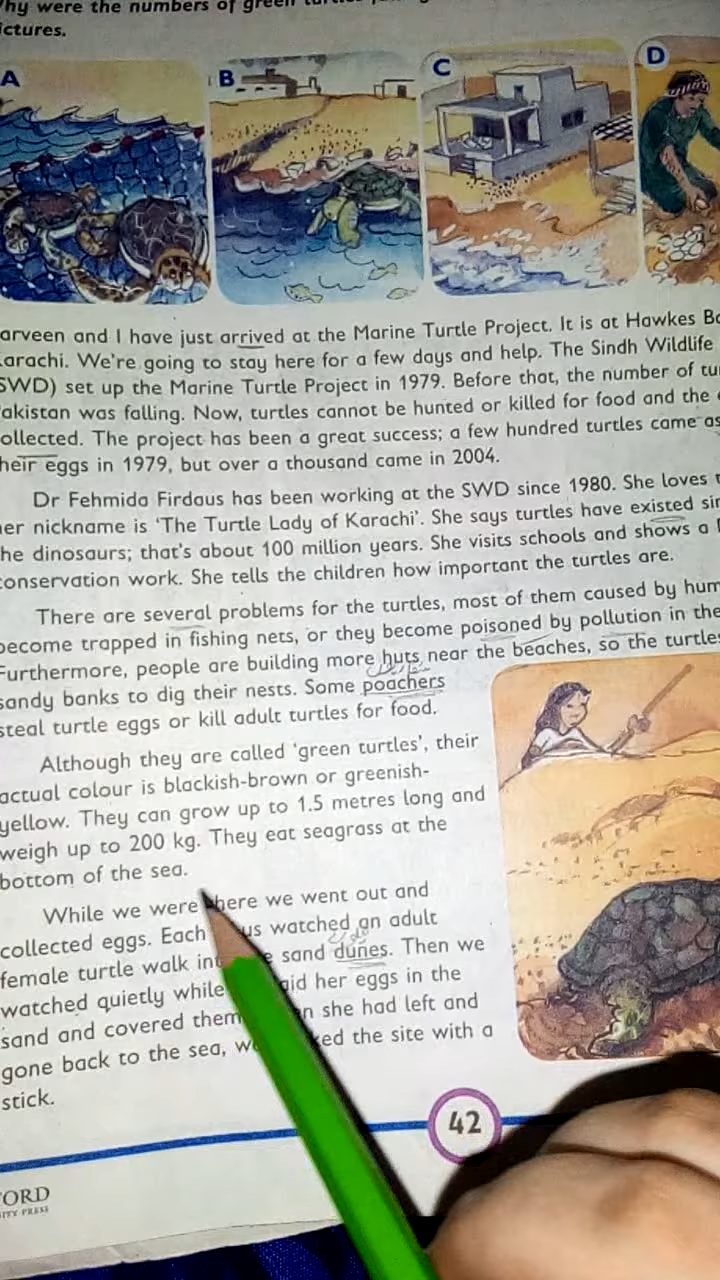 hy were the numbers of green
ictures.
A
B
C
D
arveen and I have just arrived at the Marine Turtle Project. It is at Hawkes
arachi. We're going to stay here for a few days and help. The Sindh Wildlife
SWD) set up the Marine Turtle Project in 1979. Before that, the number of
akistan was falling. Now, turtles cannot be hunted or killed for food and the
ollected. The project has been a great success; a few hundred turtles came as
heir eggs in 1979, but over a thousand came in 2004.
Dr Fehmida Firdaus has been working at the SWD since 1980. She loves
er nickname is 'The Turtle Lady of Karachi'. She says turtles have existed
he dinosaurs; that's about 100 million years. She visits schools and shows a
conservation work. She tells the children how important the turtles are.
There are several problems for the turtles, most of them caused by
become trapped in fishing nets, or they become poisoned by pollution in the
Furthermore, people are building more huts near the beaches, so the turtles
sandy banks to dig their nests. Some poachers
steal turtle eggs or kill adult turtles for food.
Although they are called 'green turtles', their
actual colour is blackish-brown or greenish-
yellow. They can grow up to 1.5 metres long and
weigh up to 200 kg. They eat seagrass at the
bottom of the sea.
While we were here we went out and
collected eggs. Each us watched an adult
female turtle walk sand dunes. Then we
watched quietly while aid her eggs in the
sand and covered them she had left and
gone back to the sea, ked the site with a
stick.
42
FORD
ITY PRESS